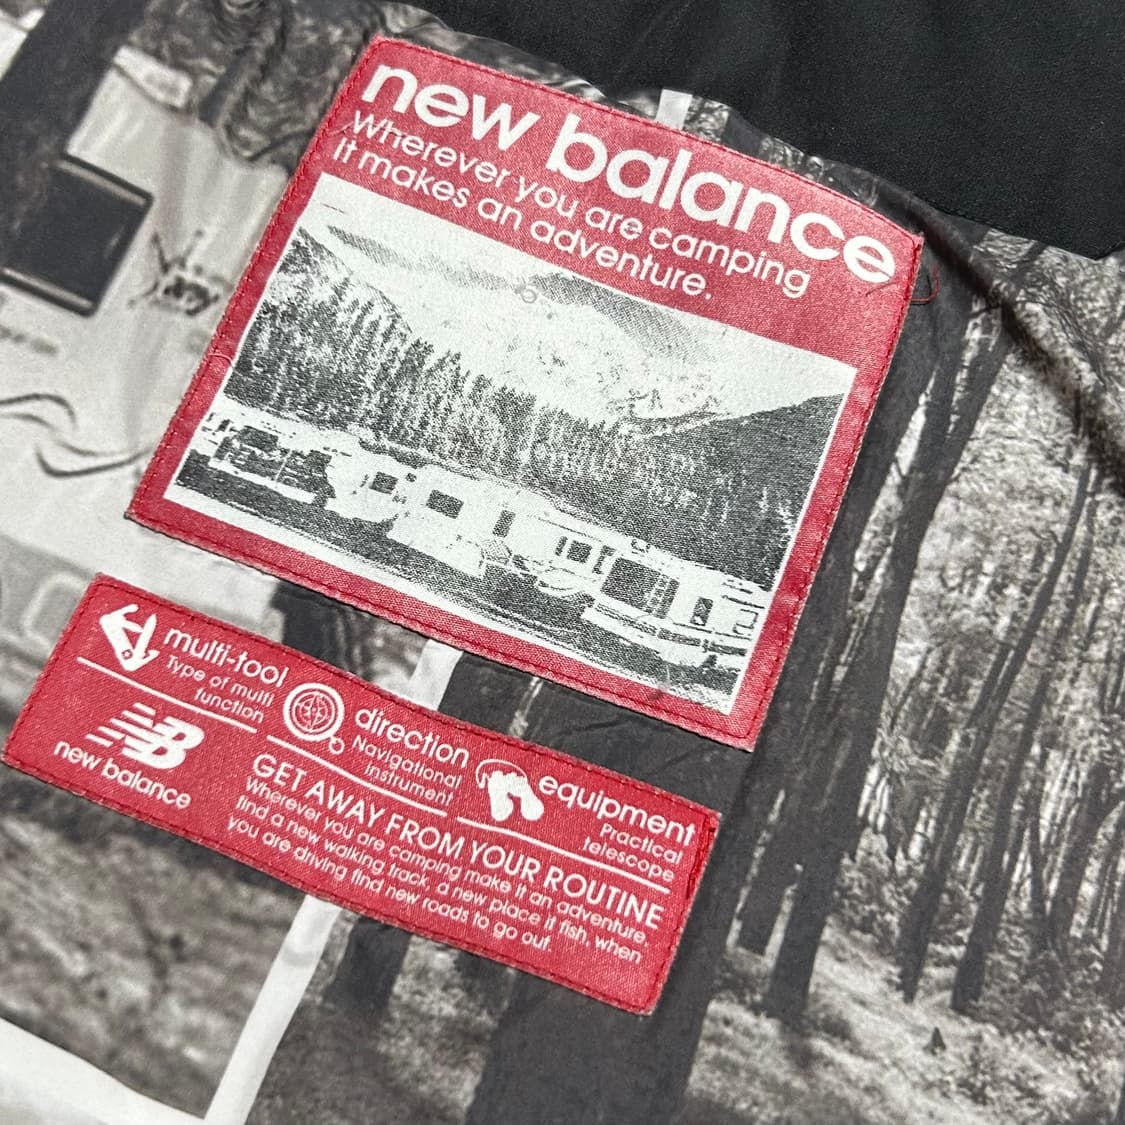 new balance
Wherever you are camping
it makes an adventure.
multi-tool
Type of multi
function
direction
Navigational
instrument
equipment
Practical
telescope
NB
new balance
GET AWAY FROM YOUR ROUTINE
Wherever you are camping make it an adventure,
find a new walking track, a new place it fish, when
you are driving find new roads to go out.